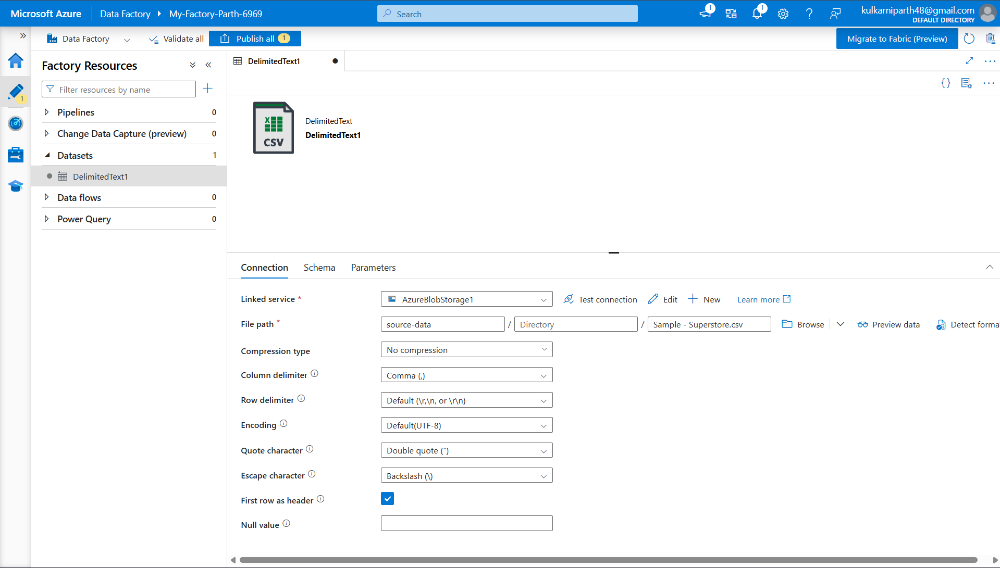 Microsoft Azure
Data Factory
My-Factory-Parth-6969
Search
1
1
kulkarniparth48@gmail.com
DEFAULT DIRECTORY
Data Factory
Validate all
Publish all 1
Migrate to Fabric (Preview)
1
Factory Resources
Filter resources by name
Pipelines 0
Change Data Capture (preview) 0
Datasets 1
DelimitedText1
Data flows 0
Power Query 0
DelimitedText1
X
CSV
DelimitedText
DelimitedText1
Connection Schema Parameters
Linked service * AzureBlobStorage1 Test connection Edit New Learn more
File path * source-data / Directory / Sample - Superstore.csv Browse Preview data Detect forma
Compression type No compression
Column delimiter Comma (,)
Row delimiter Default (\r,\n, or \r\n)
Encoding Default(UTF-8)
Quote character Double quote (")
Escape character Backslash (\)
First row as header
Null value